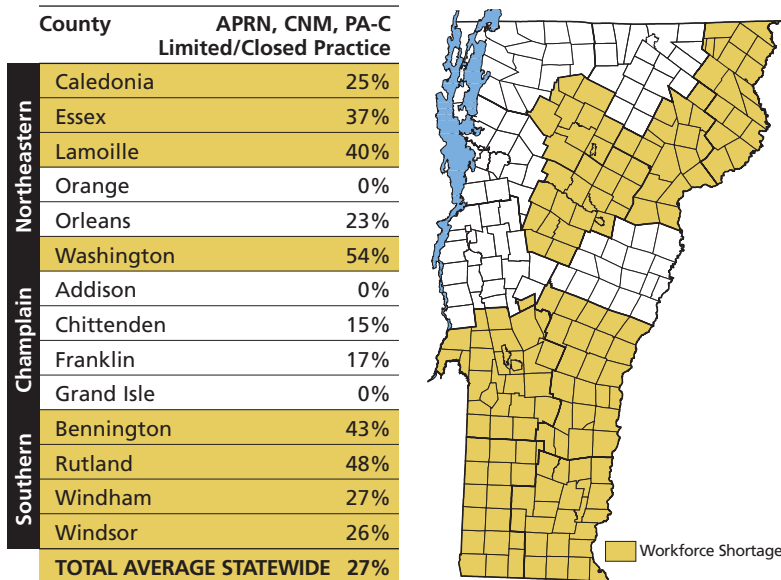 County APRN, CNM, PA-C
Limited/Closed Practice
Northeastern
Caledonia 25%
Essex 37%
Lamoille 40%
Orange 0%
Orleans 23%
Washington 54%
Champlain
Addison 0%
Chittenden 15%
Franklin 17%
Grand Isle 0%
Southern
Bennington 43%
Rutland 48%
Windham 27%
Windsor 26%
TOTAL AVERAGE STATEWIDE 27%
Workforce Shortage